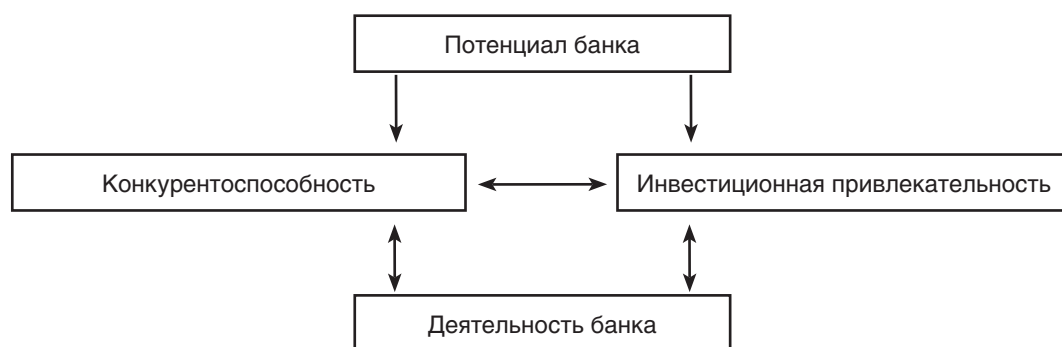 Потенциал банка
Конкурентоспособность
Инвестиционная привлекательность
Деятельность банка